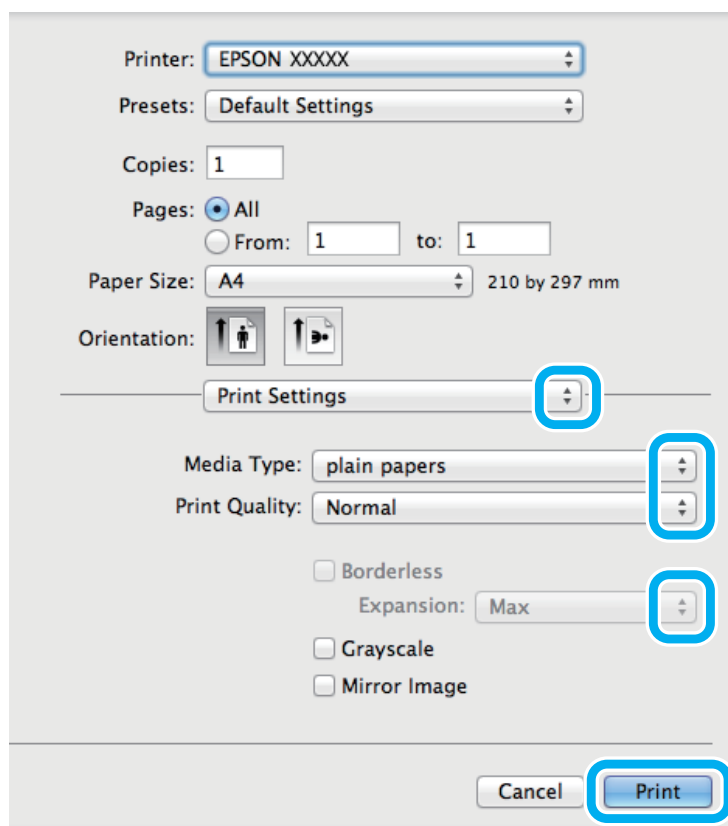 Printer: EPSON XXXXX
Presets: Default Settings
Copies: 1
Pages: All
From: 1 to: 1
Paper Size: A4 210 by 297 mm
Orientation:
Print Settings
Media Type: plain papers
Print Quality: Normal
Borderless
Expansion: Max
Grayscale
Mirror Image
Cancel Print